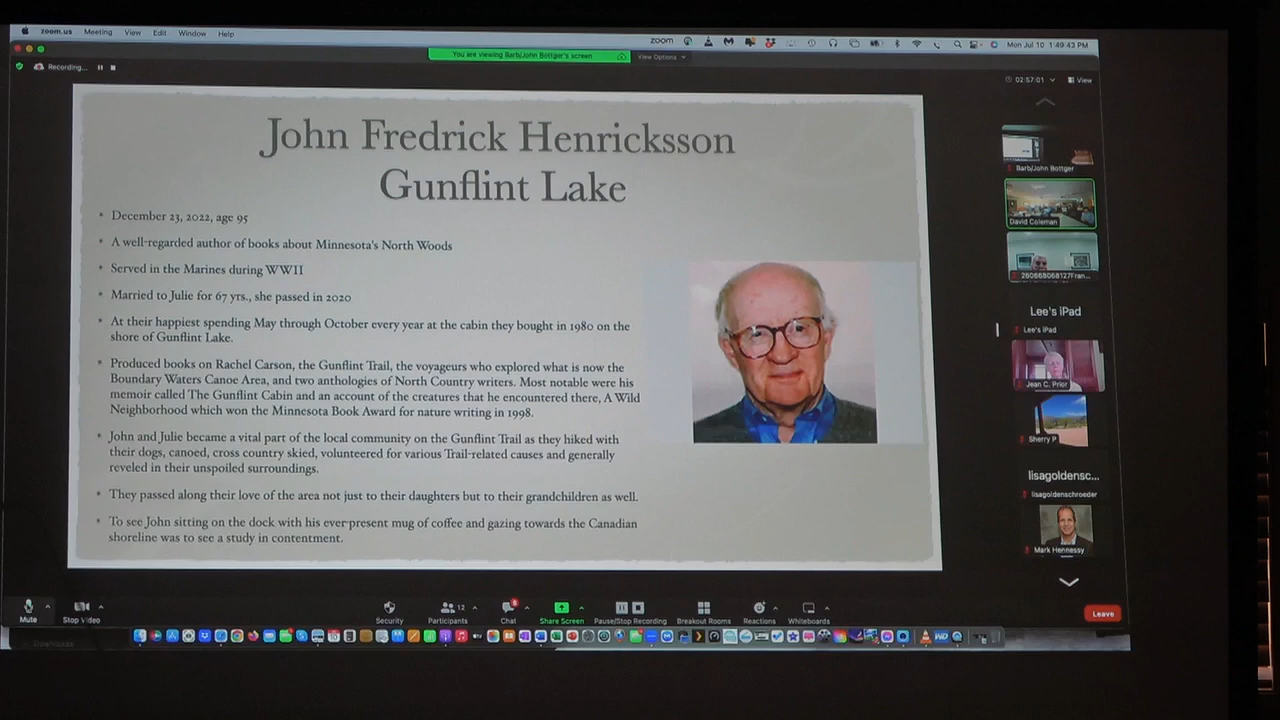 zoom.us Meeting View Edit Window Help
zoom
Mon Jul 10 1:49:43 PM
You are viewing Barb/John Bottger's screen
View Options
Recording...
02:57:01
View
John Fredrick Henricksson
Gunflint Lake
December 23, 2022, age 95
A well-regarded author of books about Minnesota's North Woods
Served in the Marines during WWII
Married to Julie for 67 yrs., she passed in 2020
At their happiest spending May through October every year at the cabin they bought in 1980 on the
shore of Gunflint Lake.
Produced books on Rachel Carson, the Gunflint Trail, the voyageurs who explored what is now the
Boundary Waters Canoe Area, and two anthologies of North Country writers. Most notable were his
memoir called The Gunflint Cabin and an account of the creatures that he encountered there, A Wild
Neighborhood which won the Minnesota Book Award for nature writing in 1998.
John and Julie became a vital part of the local community on the Gunflint Trail as they hiked with
their dogs, canoed, cross country skied, volunteered for various Trail-related causes and generally
reveled in their unspoiled surroundings.
They passed along their love of the area not just to their daughters but to their grandchildren as well.
To see John sitting on the dock with his ever-present mug of coffee and gazing towards the Canadian
shoreline was to see a study in contentment.
Barb/John Bottger
David Coleman
260668068127Fran...
Lee's iPad
Lee's iPad
Jean C. Prior
Sherry P
lisagoldensc...
lisagoldenschroeder
Mark Hennessy
Mute
Stop Video
Security
Participants
12
Chat
8
Share Screen
Pause/Stop Recording
Breakout Rooms
Reactions
Whiteboards
Leave
Downloads